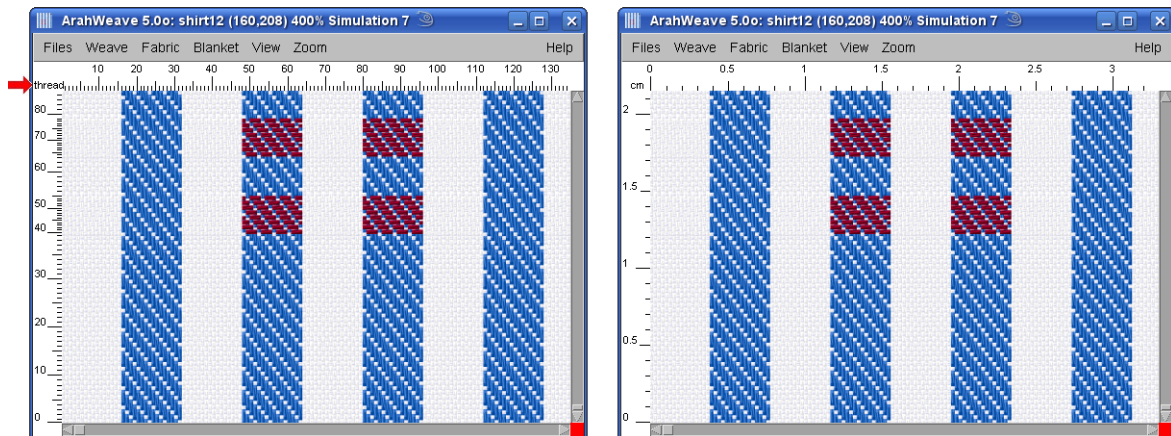 ArahWeave 5.0o: shirt12 (160,208) 400% Simulation 7
Files Weave Fabric Blanket View Zoom Help
10 20 30 40 50 60 70 80 90 100 110 120 130
thread
80
70
60
50
40
30
20
10
0
ArahWeave 5.0o: shirt12 (160,208) 400% Simulation 7
Files Weave Fabric Blanket View Zoom Help
0 0.5 1 1.5 2 2.5 3
cm
2
1.5
1
0.5
0